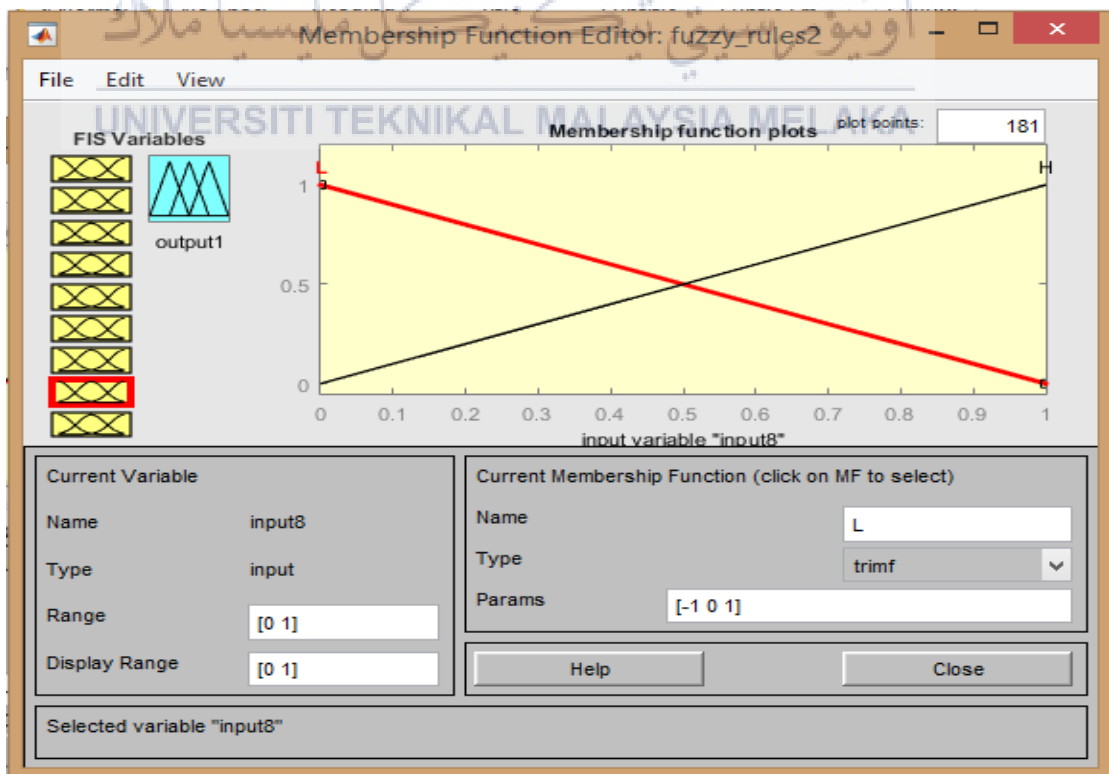 اونيۏرسيتي تيكنيكل مليسيا ملاك
Membership Function Editor: fuzzy_rules2
File Edit View
UNIVERSITI TEKNIKAL MALAYSIA MELAKA
FIS Variables
Membership function plots
plot points:
181
output1
L
H
1
0.5
0
0 0.1 0.2 0.3 0.4 0.5 0.6 0.7 0.8 0.9 1
input variable "input8"
Current Variable
Name input8
Type input
Range [0 1]
Display Range [0 1]
Current Membership Function (click on MF to select)
Name L
Type trimf
Params [-1 0 1]
Help Close
Selected variable "input8"